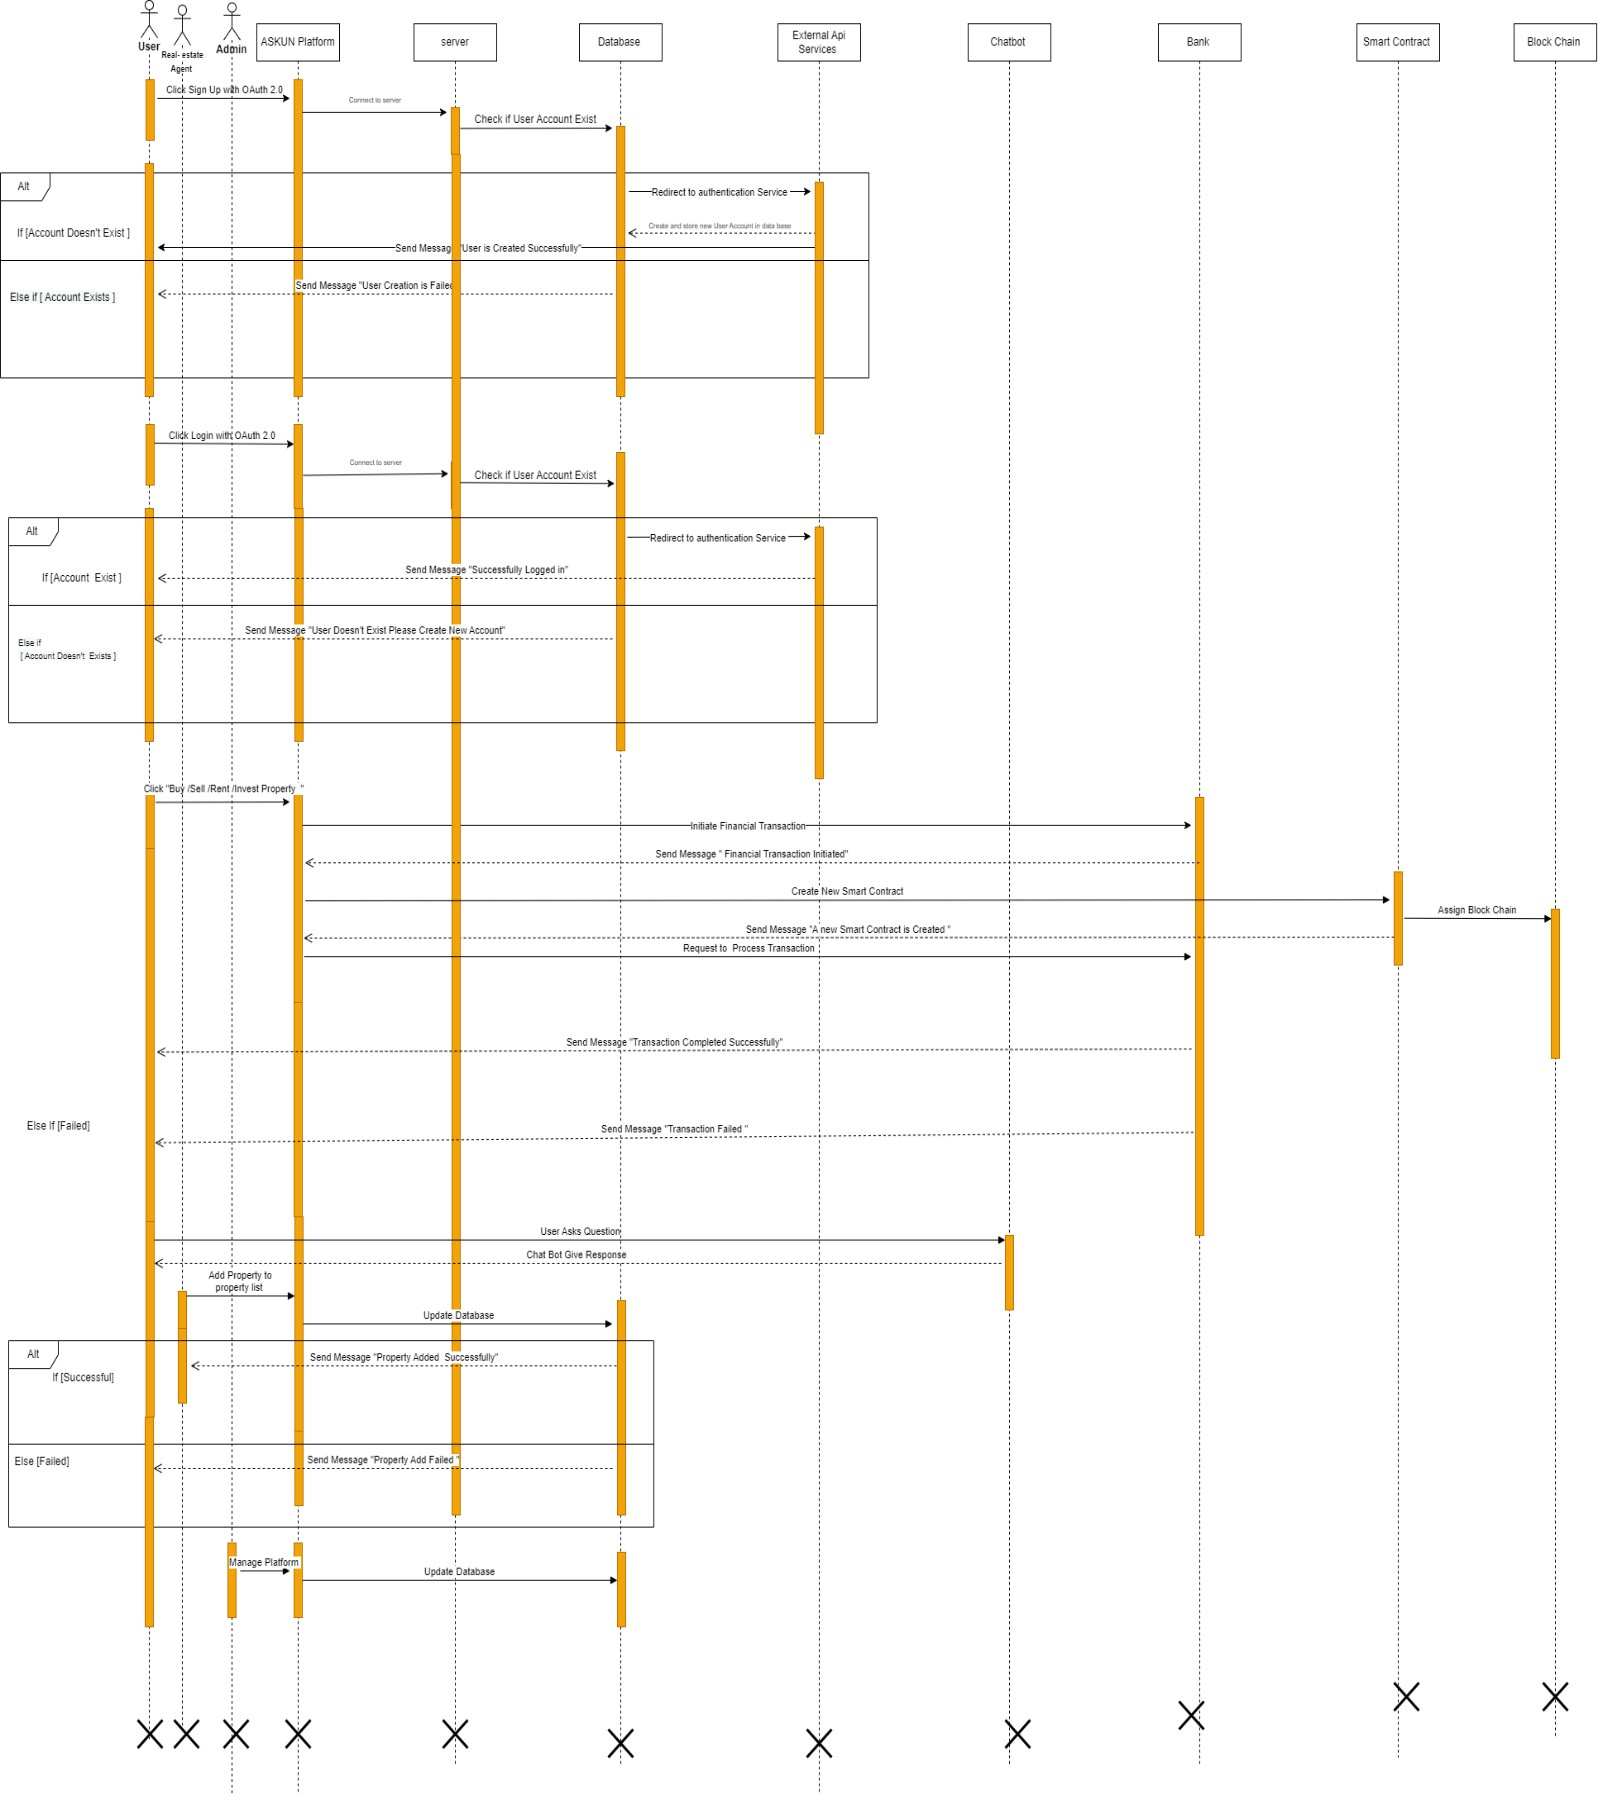 User
Real- estate
Agent
Admin
ASKUN Platform
server
Database
External Api
Services
Chatbot
Bank
Smart Contract
Block Chain
Click Sign Up with OAuth 2.0
Connect to server
Check if User Account Exist
Alt
Redirect to authentication Service
If [Account Doesn't Exist ]
Create and store new User Account in data base
Send Message "User is Created Successfully"
Else if [ Account Exists ]
Send Message "User Creation is Failed
Click Login with OAuth 2.0
Connect to server
Check if User Account Exist
Alt
Redirect to authentication Service
If [Account  Exist ]
Send Message "Successfully Logged in"
Else if
[ Account Doesn't  Exists ]
Send Message "User Doesn't Exist Please Create New Account"
Click "Buy /Sell /Rent /Invest Property  "
Initiate Financial Transaction
Send Message " Financial Transaction Initiated"
Create New Smart Contract
Assign Block Chain
Send Message "A new Smart Contract is Created "
Request to  Process Transaction
Send Message "Transaction Completed Successfully"
Else If [Failed]
Send Message "Transaction Failed "
User Asks Question
Chat Bot Give Response
Add Property to
property list
Update Database
Alt
Send Message "Property Added  Successfully"
If [Successful]
Else [Failed]
Send Message "Property Add Failed "
Manage Platform
Update Database